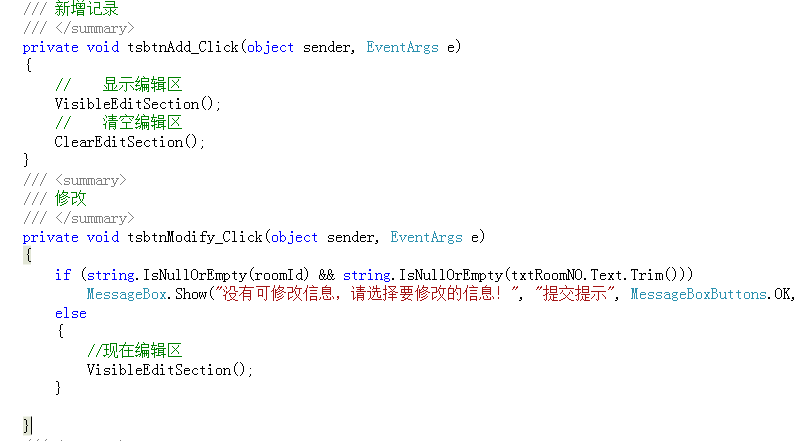 /// 新增记录
/// </summary>
private void tsbtnAdd_Click(object sender, EventArgs e)
{
    //   显示编辑区
    VisibleEditSection();
    //   清空编辑区
    ClearEditSection();
}
/// <summary>
/// 修改
/// </summary>
private void tsbtnModify_Click(object sender, EventArgs e)
{
    if (string.IsNullOrEmpty(roomId) && string.IsNullOrEmpty(txtRoomNO.Text.Trim()))
        MessageBox.Show("没有可修改信息，请选择要修改的信息！", "提交提示", MessageBoxButtons.OK,
    else
    {
        //现在编辑区
        VisibleEditSection();
    }
}